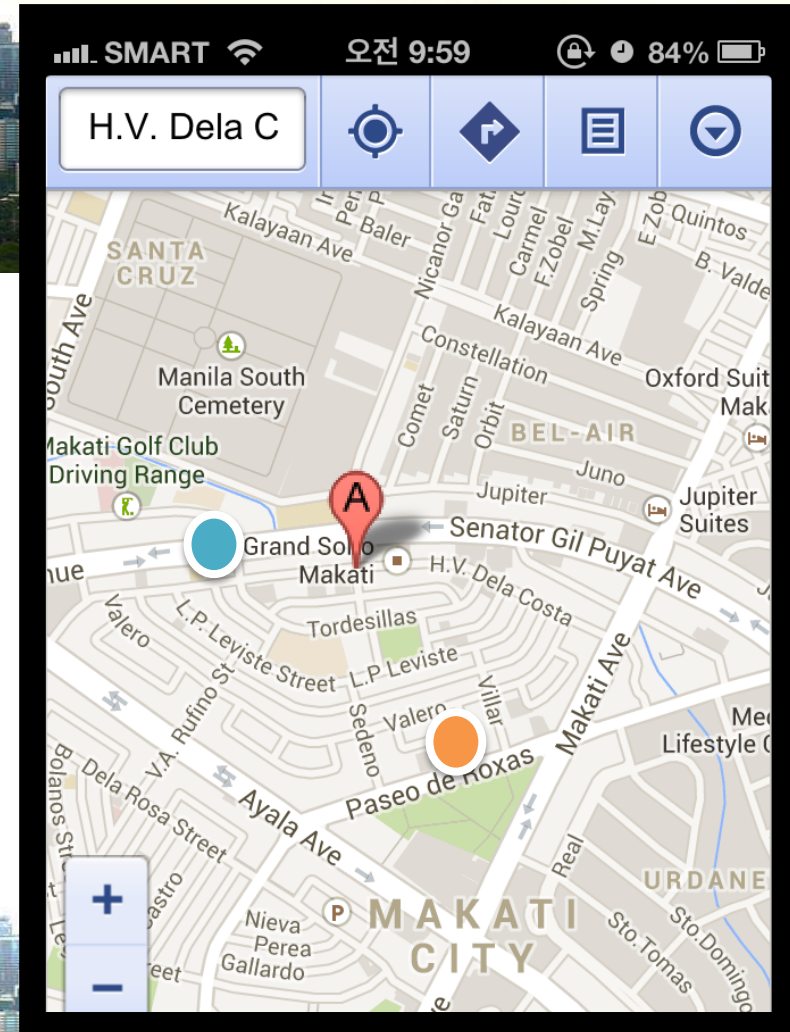 SMART 오전 9:59 84%
H.V. Dela C
Kalayaan Ave
Baler
Nicanor Ga
Carmel
F.Zobel
M.Lay
Spring
E.Zob
Quintos
B. Valde
SANTA
CRUZ
South Ave
Manila South
Cemetery
Constellation
Kalayaan Ave
Comet
Saturn
Orbit
BEL-AIR
Oxford Suit
Mak
Makati Golf Club
Driving Range
Juno
Jupiter
Jupiter
Suites
A
Senator Gil Puyat Ave
nue
Grand Soho
Makati
H.V. Dela Costa
Valero
L.P. Leviste Street
Tordesillas
L.P Leviste
Villar
Makati Ave
V.A. Rufino St
Sedeno
Valero
Lifestyle
Bolanos
Dela Rosa Street
Ayala Ave
Paseo de Roxas
Real
URDANE
+
P
MAKATI
CITY
Nieva
Perea
Gallardo
Sto.Tomas
Sto.Domingo
astro
eet
−